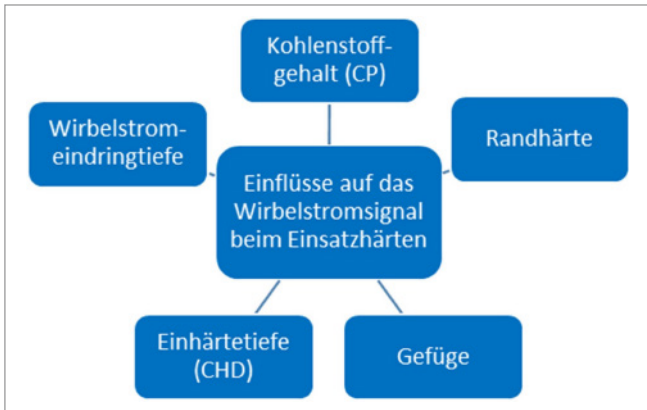 Kohlenstoff-
gehalt (CP)
Wirbelstrom-
eindringtiefe
Randhärte
Einflüsse auf das
Wirbelstromsignal
beim Einsatzhärten
Einhärtetiefe
(CHD)
Gefüge